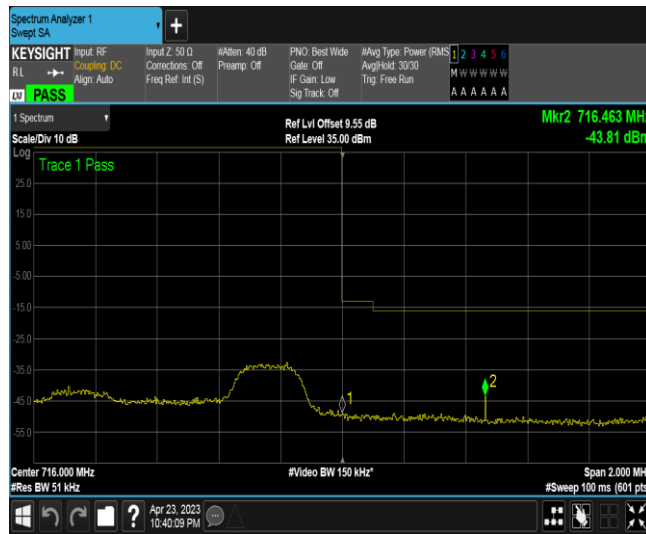 Spectrum Analyzer 1
Swept SA
+
KEYSIGHT
RL
LXI PASS
Input: RF
Coupling: DC
Align: Auto
Input Z: 50 Ω
Corrections: Off
Freq Ref: Int (S)
#Atten: 40 dB
Preamp: Off
PNO: Best Wide
Gate: Off
IF Gain: Low
Sig Track: Off
#Avg Type: Power (RMS
Avg|Hold: 30/30
Trig: Free Run
1 2 3 4 5 6
M W W W W W
A A A A A A
1 Spectrum
Scale/Div 10 dB
Ref Lvl Offset 9.55 dB
Ref Level 35.00 dBm
Mkr2 716.463 MHz
-43.81 dBm
Log
Trace 1 Pass
25.0
15.0
5.00
-5.00
-15.0
-25.0
-35.0
-45.0
-55.0
1
2
Center 716.000 MHz
#Res BW 51 kHz
#Video BW 150 kHz*
Span 2.000 MH
#Sweep 100 ms (601 pts
?
Apr 23, 2023
10:40:09 PM